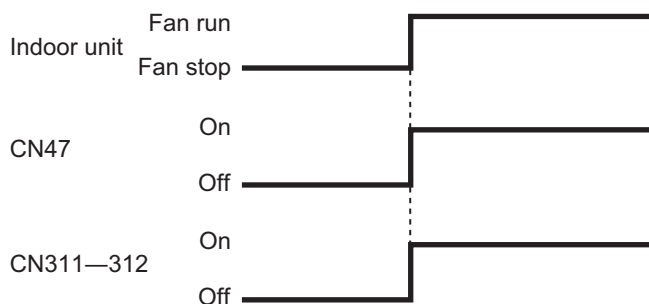 Fan run
Indoor unit
Fan stop
On
CN47
Off
On
CN311—312
Off